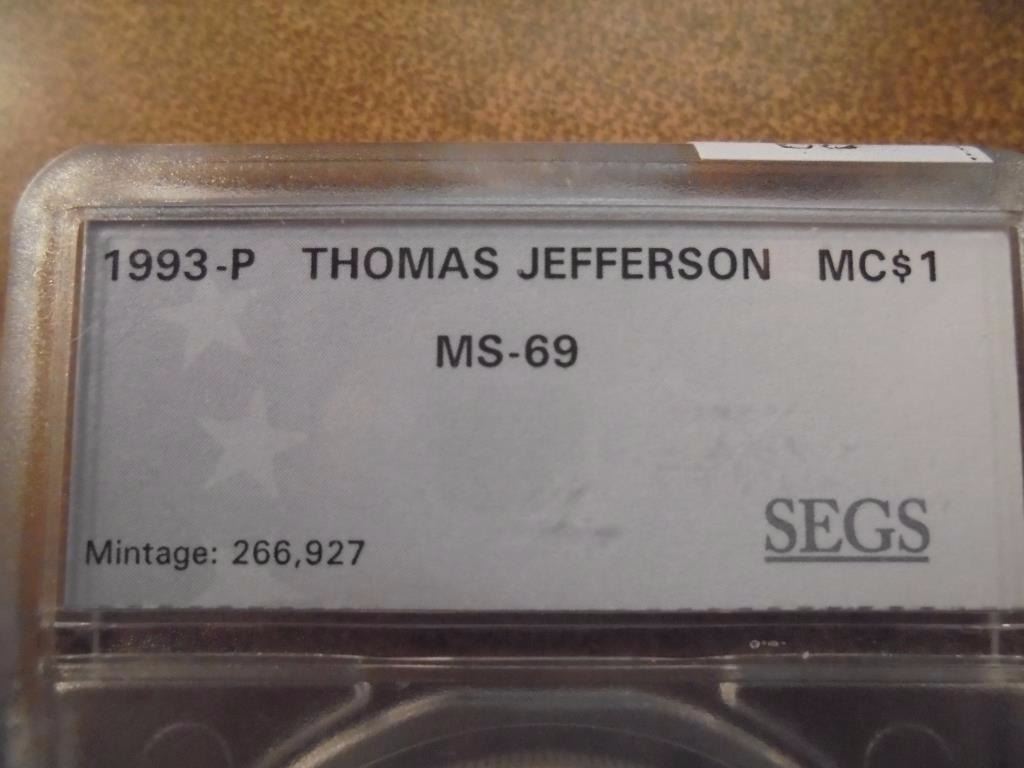 1993-P THOMAS JEFFERSON MC$1
MS-69
SEGS
Mintage: 266,927